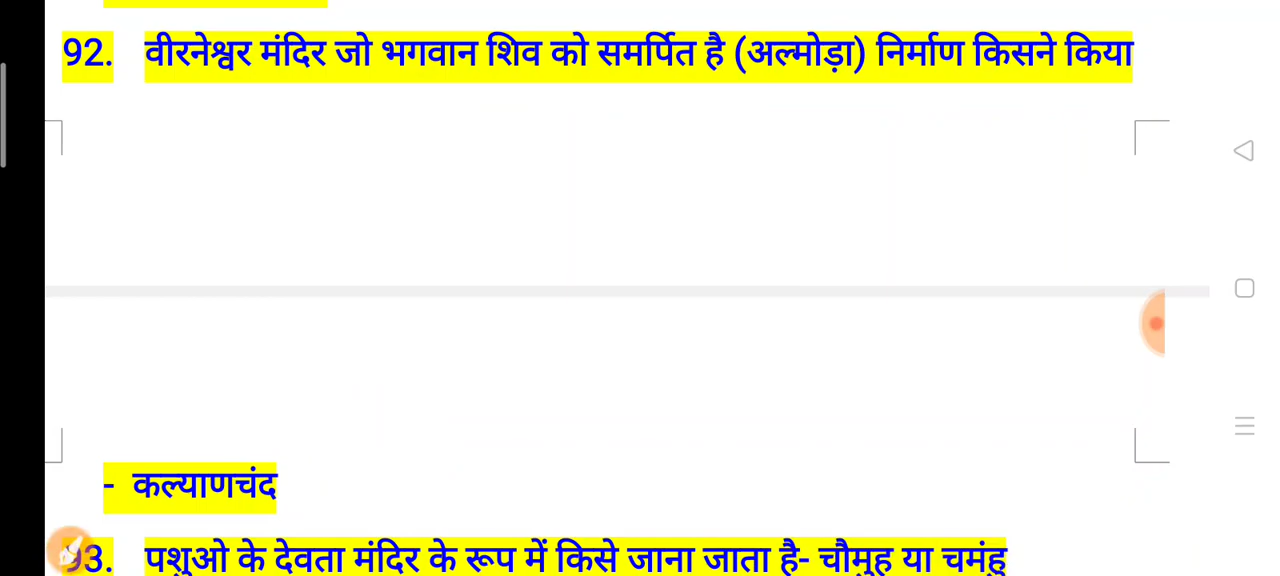 92. वीरनेश्वर मंदिर जो भगवान शिव को समर्पित है (अल्मोड़ा) निर्माण किसने किया
- कल्याणचंद
93. पशुओ के देवता मंदिर के रूप में किसे जाना जाता है- चौमुह या चमंहु